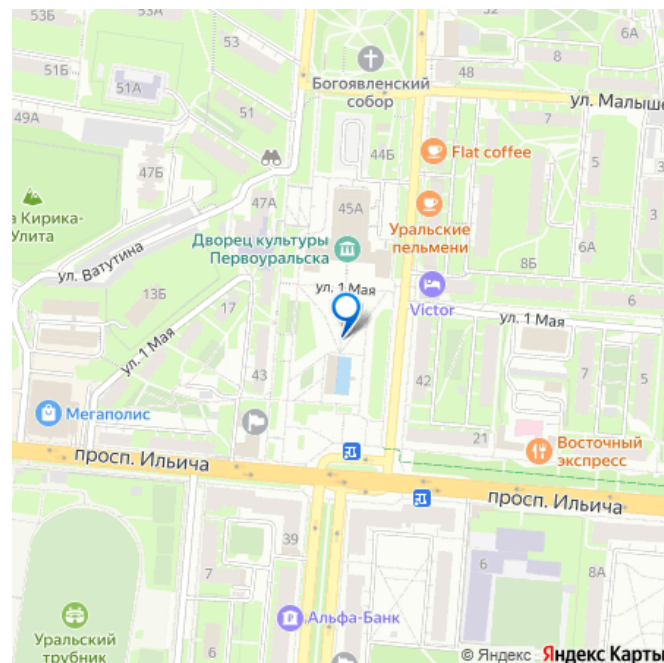 53Б
53
52
6А
8
Богоявленский
собор
48
51А
ул. Малыше
51
49А
7
44Б
Flat coffee
5
47Б
3
а Кирика-
Улита
47А
45А
Уральские
пельмени
Дворец культуры
Первоуральска
6А
ул. Ватутина
8Б
13Б
ул. 1 Мая
17
Victor
6
ул. 1 Мая
ул. 1 Мая
43
42
7
5
Мегаполис
21
Восточный
экспресс
просп. Ильича
просп. Ильича
39
7
6
8А
Альфа-Банк
Уральский
трубник
5
© Яндекс Яндекс Карты